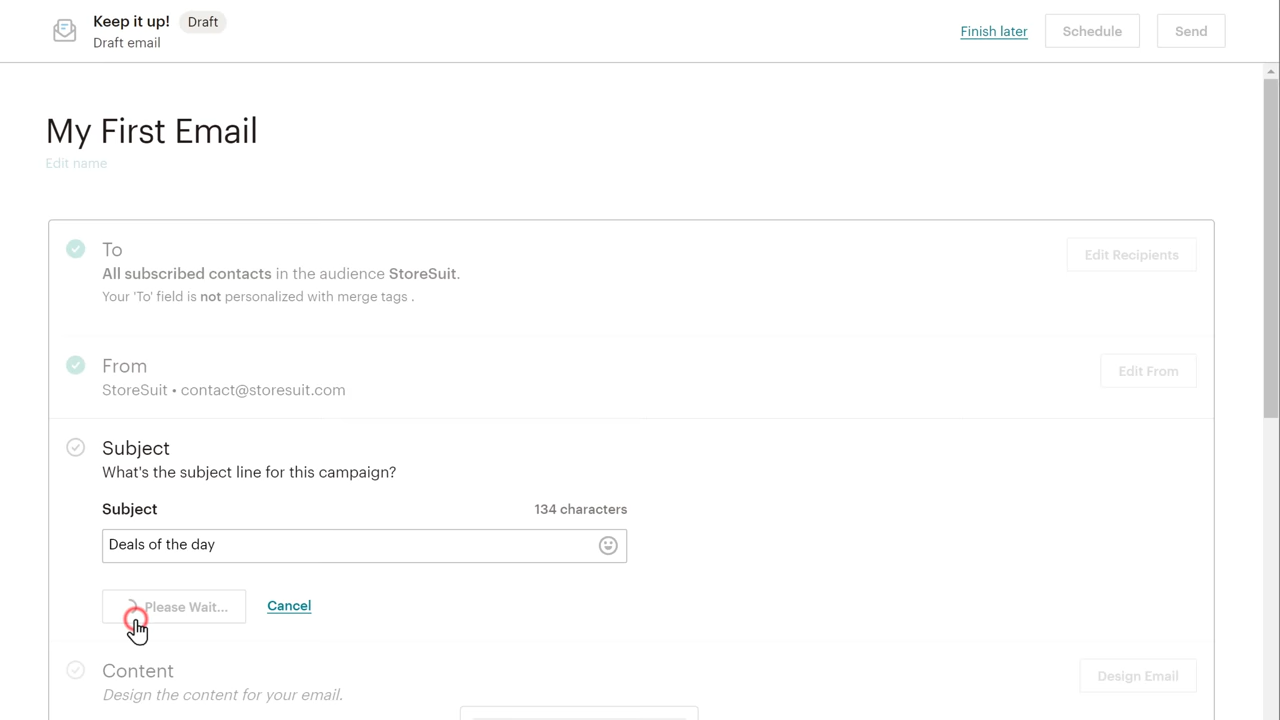 Keep it up! Draft
Draft email
Finish later
Schedule
Send
My First Email
Edit name
To
All subscribed contacts in the audience StoreSuit.
Your 'To' field is not personalized with merge tags .
Edit Recipients
From
StoreSuit • contact@storesuit.com
Edit From
Subject
What's the subject line for this campaign?
Subject
134 characters
Deals of the day
Please Wait...
Cancel
Content
Design the content for your email.
Design Email